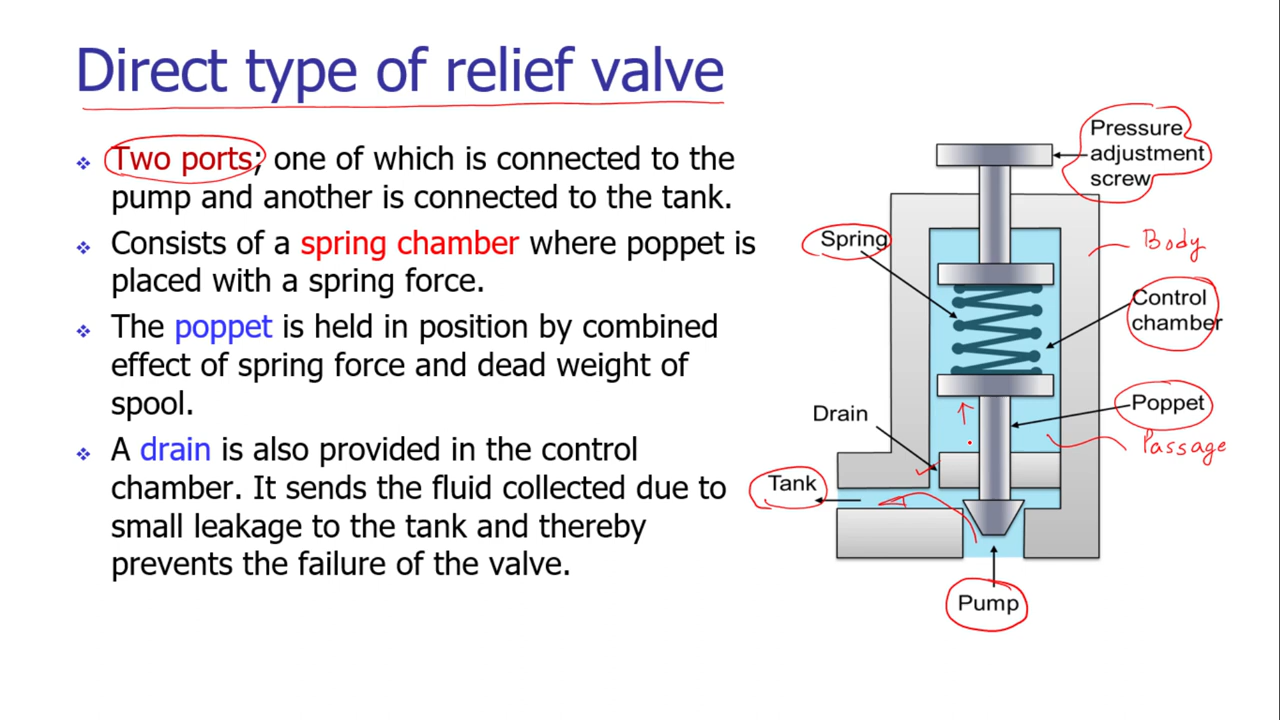 Direct type of relief valve
❖ Two ports; one of which is connected to the
pump and another is connected to the tank.
❖ Consists of a spring chamber where poppet is
placed with a spring force.
❖ The poppet is held in position by combined
effect of spring force and dead weight of
spool.
❖ A drain is also provided in the control
chamber. It sends the fluid collected due to
small leakage to the tank and thereby
prevents the failure of the valve.
Pressure
adjustment
screw
Spring
Body
Control
chamber
Poppet
Drain
Passage
Tank
Pump